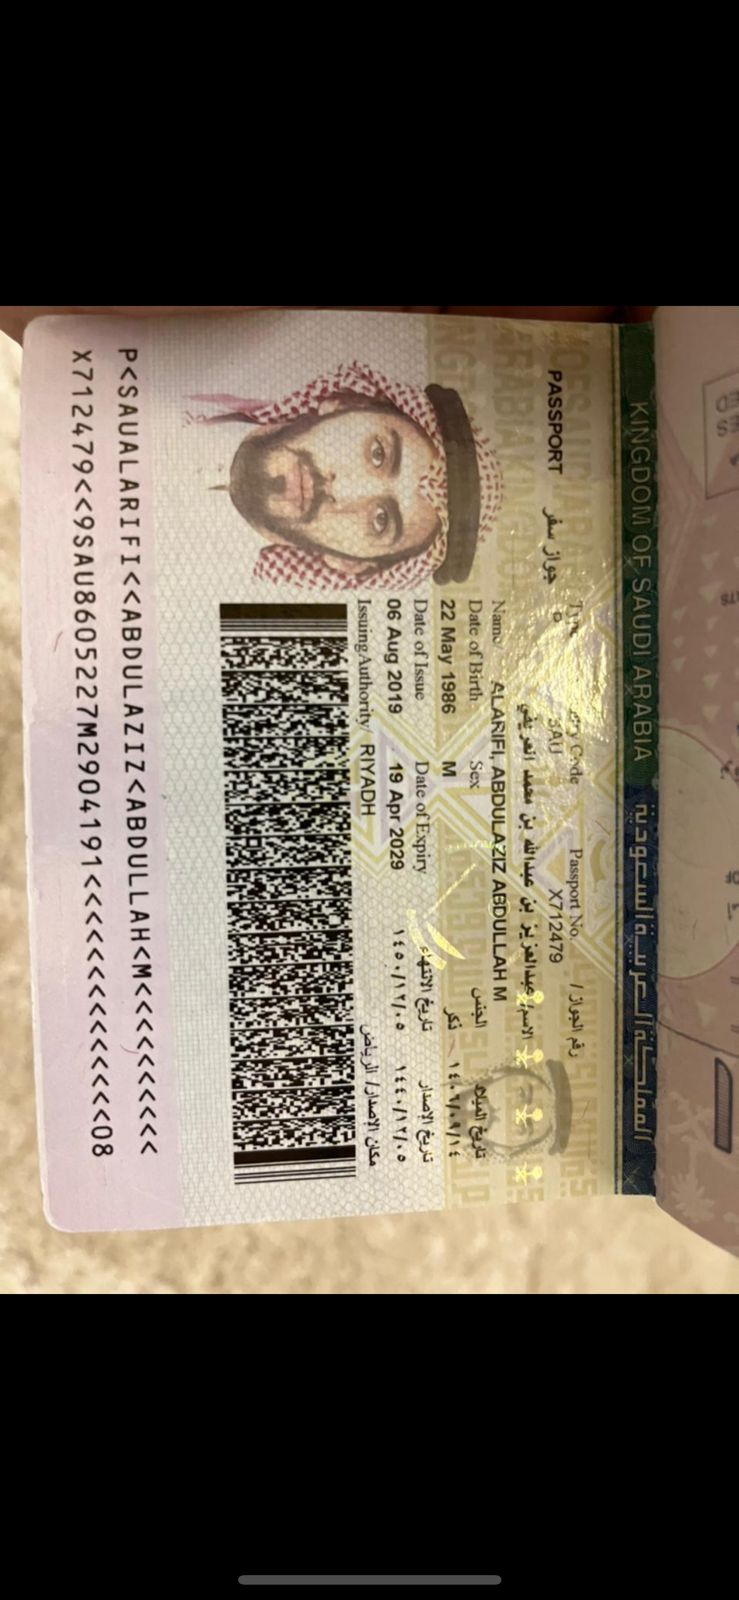 KINGDOM OF SAUDI ARABIA المملكة العربية السعودية
PASSPORT جواز سفر
Type Code Passport No. / رقم الجواز
P SAU X712479
الاسم/ عبدالعزيز بن عبدالله بن محمد العريفي
Name ALARIFI, ABDULAZIZ ABDULLAH M
Date of Birth Sex الجنس تاريخ الميلاد
22 May 1986 M ذكر ١٤٠٦/٠٩/١٤
Date of Issue Date of Expiry تاريخ الانتهاء تاريخ الإصدار
06 Aug 2019 19 Apr 2029 ١٤٥٠/١٢/٠٥ ١٤٤٠/١٢/٠٥
Issuing Authority RIYADH مكان الإصدار/ الرياض
P<SAUALARIFI<<ABDULAZIZ<ABDULLAH<M<<<<<<<<<<
X712479<<9SAU8605227M2904191<<<<<<<<<<<<<<08